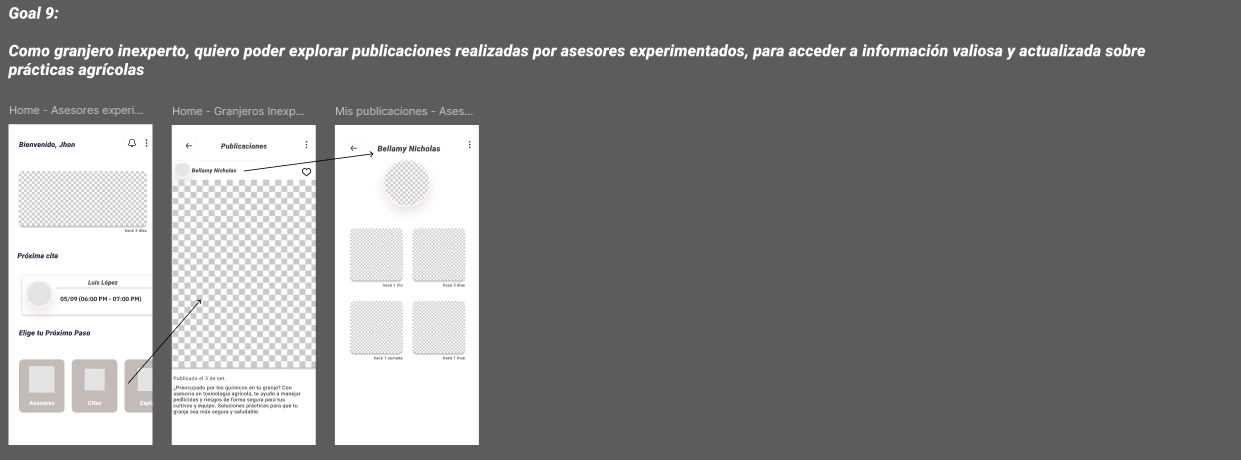 Goal 9:
Como granjero inexperto, quiero poder explorar publicaciones realizadas por asesores experimentados, para acceder a información valiosa y actualizada sobre
prácticas agrícolas
Home - Asesores experi...
Home - Granjeros Inexp...
Mis publicaciones - Ases...
Bienvenido, Jhon
hace 3 días
Próxima cita
Luis López
05/09 (06:00 PM - 07:00 PM)
Elige tu Próximo Paso
Asesores
Citas
Expl
Publicaciones
Bellamy Nicholas
Publicado el 3 de set.
¿Preocupado por los químicos en tu granja? Con
asesoría en toxicología agrícola, te ayudo a manejar
pesticidas y riesgos de forma segura para tus
cultivos y equipo. Soluciones prácticas para que tu
granja sea más segura y saludable.
Bellamy Nicholas
hace 1 día
hace 3 días
hace 1 semana
hace 1 mes